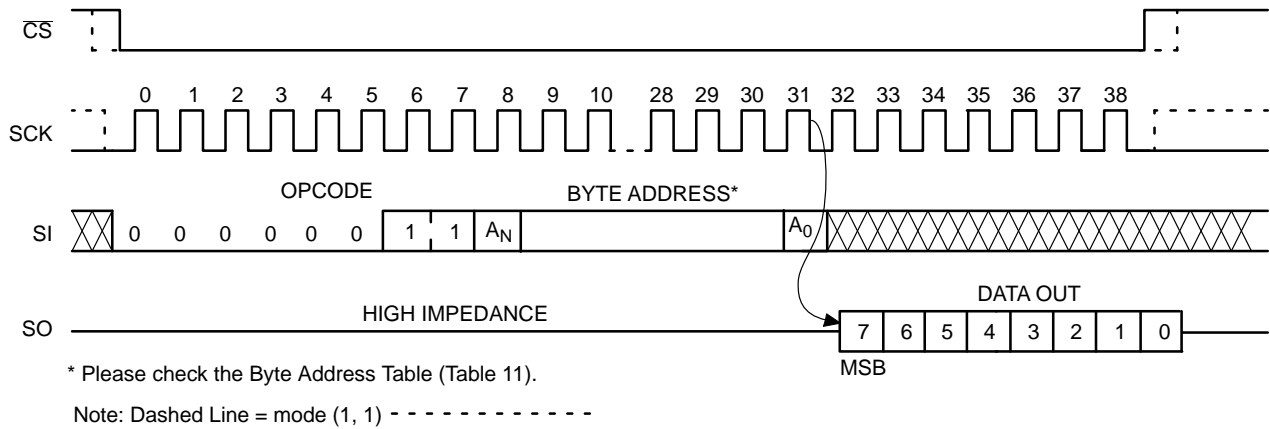 CS
0 1 2 3 4 5 6 7 8 9 10 28 29 30 31 32 33 34 35 36 37 38
SCK
OPCODE BYTE ADDRESS*
SI 0 0 0 0 0 0 1 1 AN A0
DATA OUT
HIGH IMPEDANCE
SO 7 6 5 4 3 2 1 0
MSB
* Please check the Byte Address Table (Table 11).
Note: Dashed Line = mode (1, 1) - - - - - - - - - - - - -